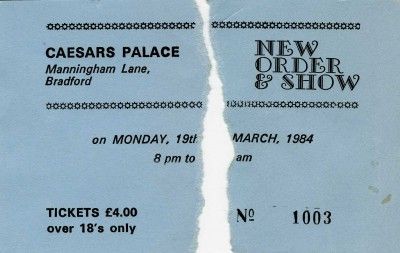 CAESARS PALACE
Manningham Lane,
Bradford
NEW
ORDER
& SHOW
on MONDAY, 19th MARCH, 1984
8 pm to am
TICKETS £4.00
over 18's only
Nº 1003